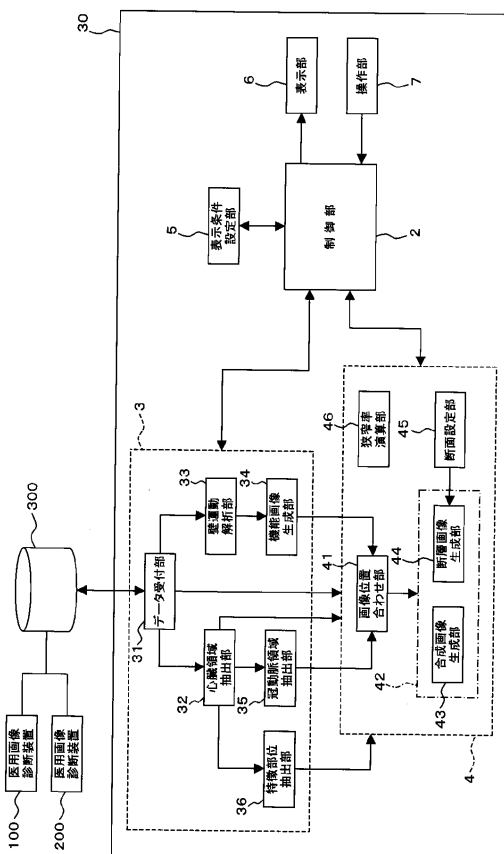 医用画像
診断装置
100
医用画像
診断装置
200
300
30
3
データ受付部
31
心臓領域
抽出部
32
壁運動
解析部
33
機能画像
生成部
34
冠動脈領域
抽出部
35
特徴部位
抽出部
36
表示条件
設定部
5
制御部
2
表示部
6
操作部
7
4
画像位置
合わせ部
41
42
合成画像
生成部
43
断層画像
生成部
44
断面設定部
45
狭窄率
演算部
46